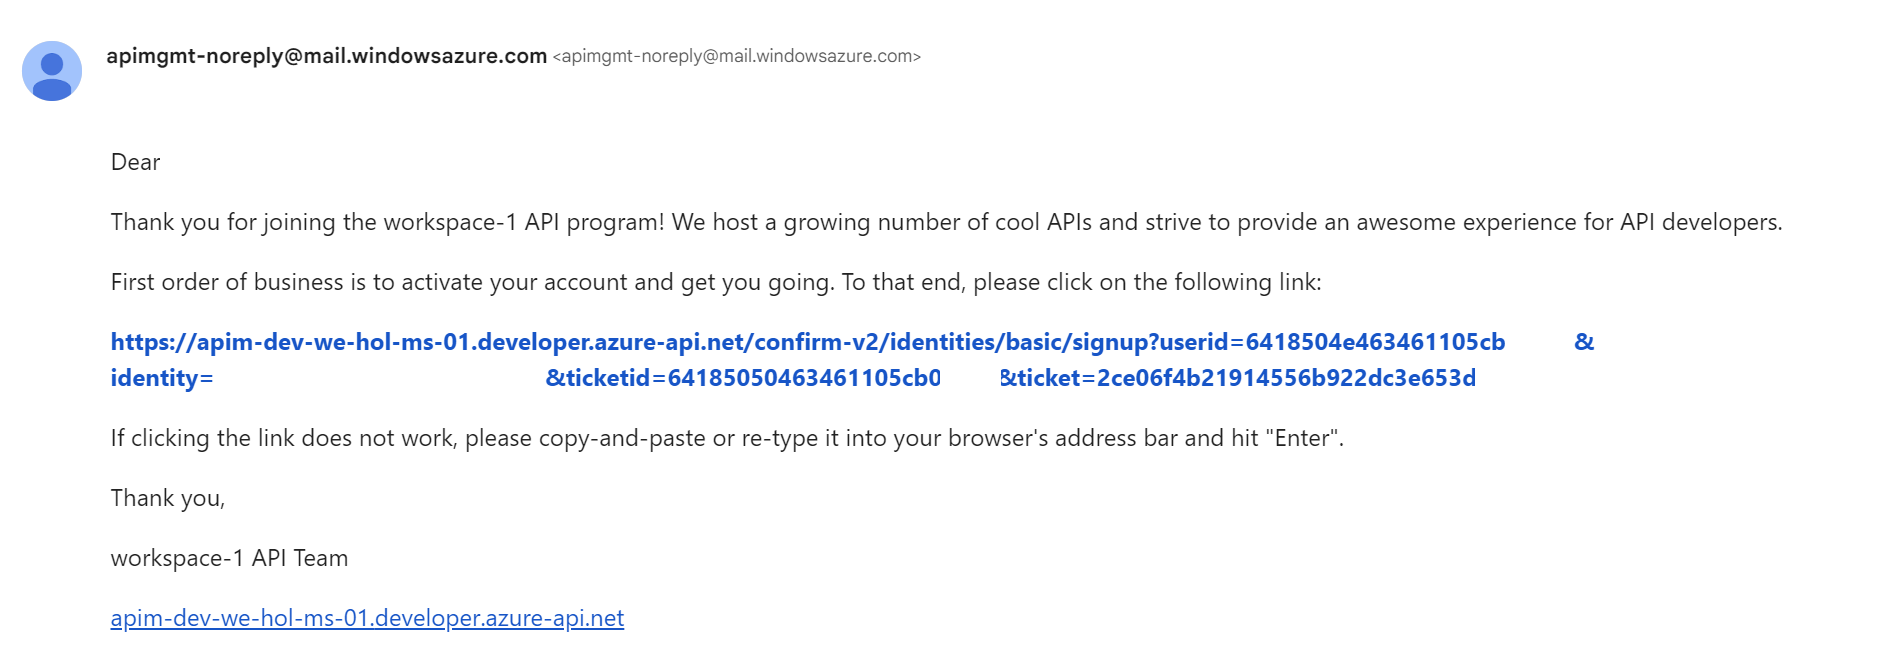 apimgmt-noreply@mail.windowsazure.com <apimgmt-noreply@mail.windowsazure.com>
Dear
Thank you for joining the workspace-1 API program! We host a growing number of cool APIs and strive to provide an awesome experience for API developers.
First order of business is to activate your account and get you going. To that end, please click on the following link:
https://apim-dev-we-hol-ms-01.developer.azure-api.net/confirm-v2/identities/basic/signup?userid=6418504e463461105cb &
identity= &ticketid=64185050463461105cb0 &ticket=2ce06f4b21914556b922dc3e653d
If clicking the link does not work, please copy-and-paste or re-type it into your browser's address bar and hit "Enter".
Thank you,
workspace-1 API Team
apim-dev-we-hol-ms-01.developer.azure-api.net